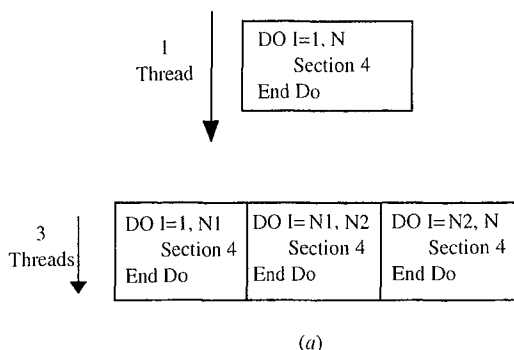 1
Thread
DO I=1, N
Section 4
End Do
3
Threads
DO I=1, N1
Section 4
End Do
DO I=N1, N2
Section 4
End Do
DO I=N2, N
Section 4
End Do
(a)